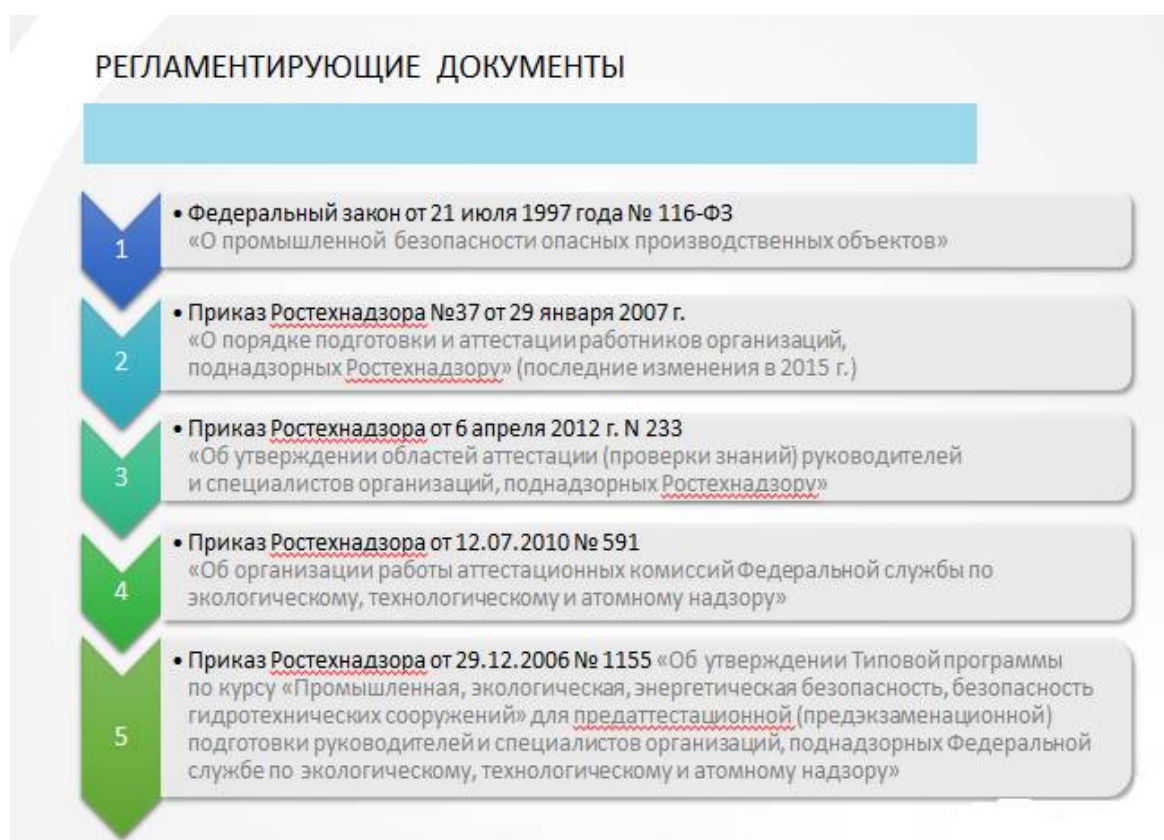 РЕГЛАМЕНТИРУЮЩИЕ ДОКУМЕНТЫ
1
• Федеральный закон от 21 июля 1997 года № 116-ФЗ
«О промышленной безопасности опасных производственных объектов»
2
• Приказ Ростехнадзора №37 от 29 января 2007 г.
«О порядке подготовки и аттестации работников организаций,
поднадзорных Ростехнадзору» (последние изменения в 2015 г.)
3
• Приказ Ростехнадзора от 6 апреля 2012 г. N 233
«Об утверждении областей аттестации (проверки знаний) руководителей
и специалистов организаций, поднадзорных Ростехнадзору»
4
• Приказ Ростехнадзора от 12.07.2010 № 591
«Об организации работы аттестационных комиссий Федеральной службы по
экологическому, технологическому и атомному надзору»
5
• Приказ Ростехнадзора от 29.12.2006 № 1155 «Об утверждении Типовой программы
по курсу «Промышленная, экологическая, энергетическая безопасность, безопасность
гидротехнических сооружений» для предаттестационной (предэкзаменационной)
подготовки руководителей и специалистов организаций, поднадзорных Федеральной
службе по экологическому, технологическому и атомному надзору»